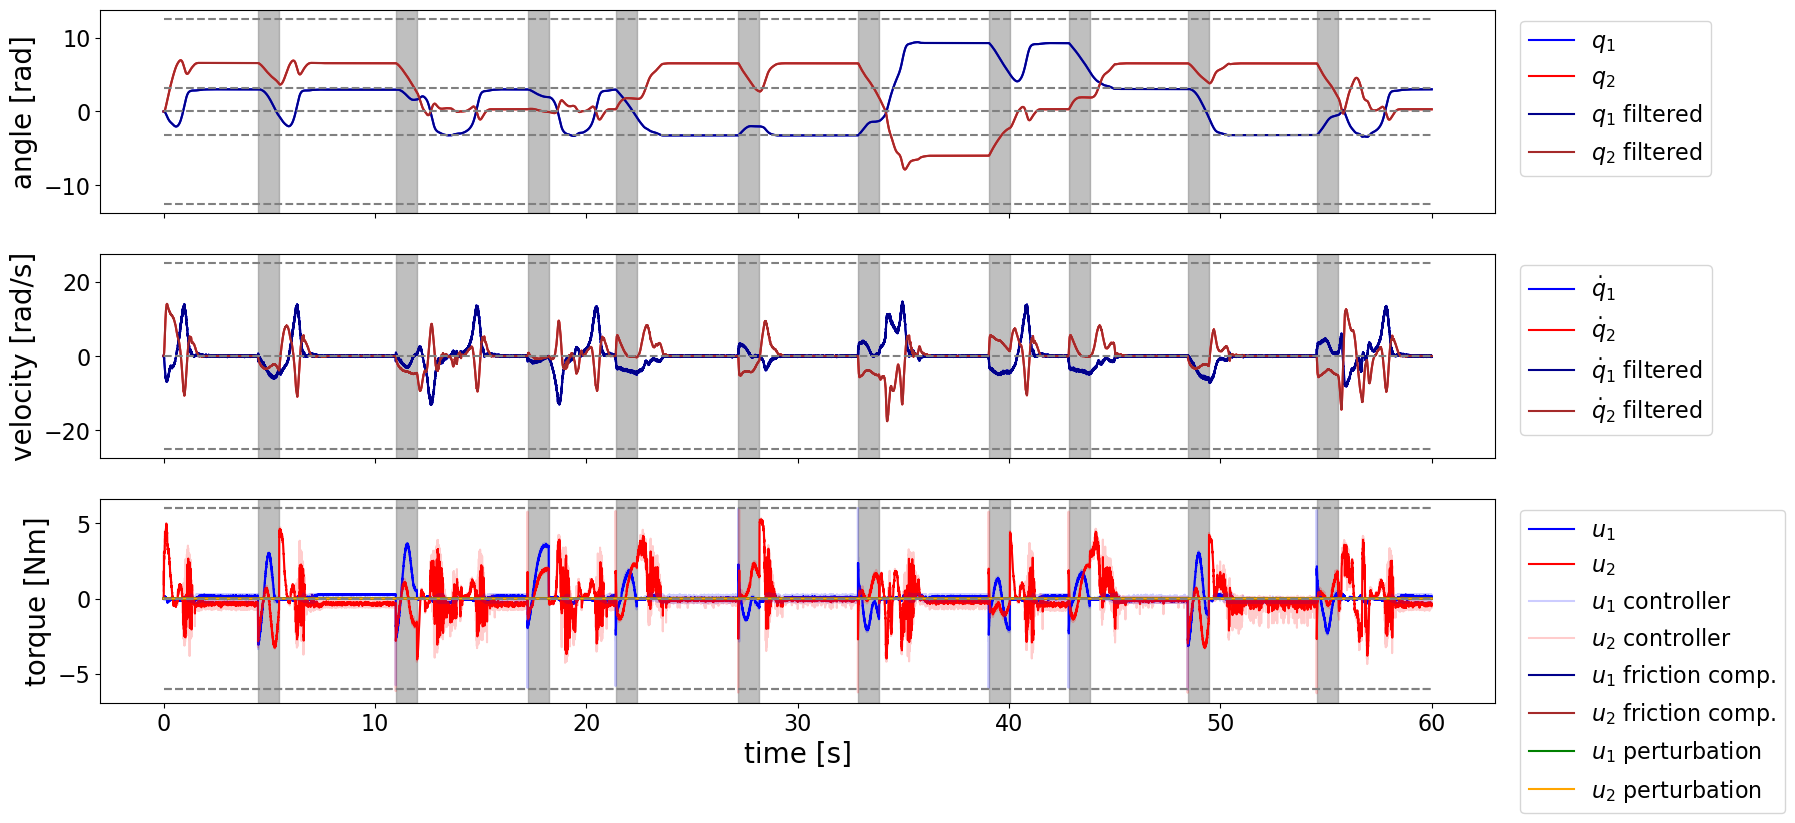 angle [rad]
10
0
−10
q₁
q₂
q₁ filtered
q₂ filtered
velocity [rad/s]
20
0
−20
q̇₁
q̇₂
q̇₁ filtered
q̇₂ filtered
torque [Nm]
5
0
−5
0 10 20 30 40 50 60
time [s]
u₁
u₂
u₁ controller
u₂ controller
u₁ friction comp.
u₂ friction comp.
u₁ perturbation
u₂ perturbation